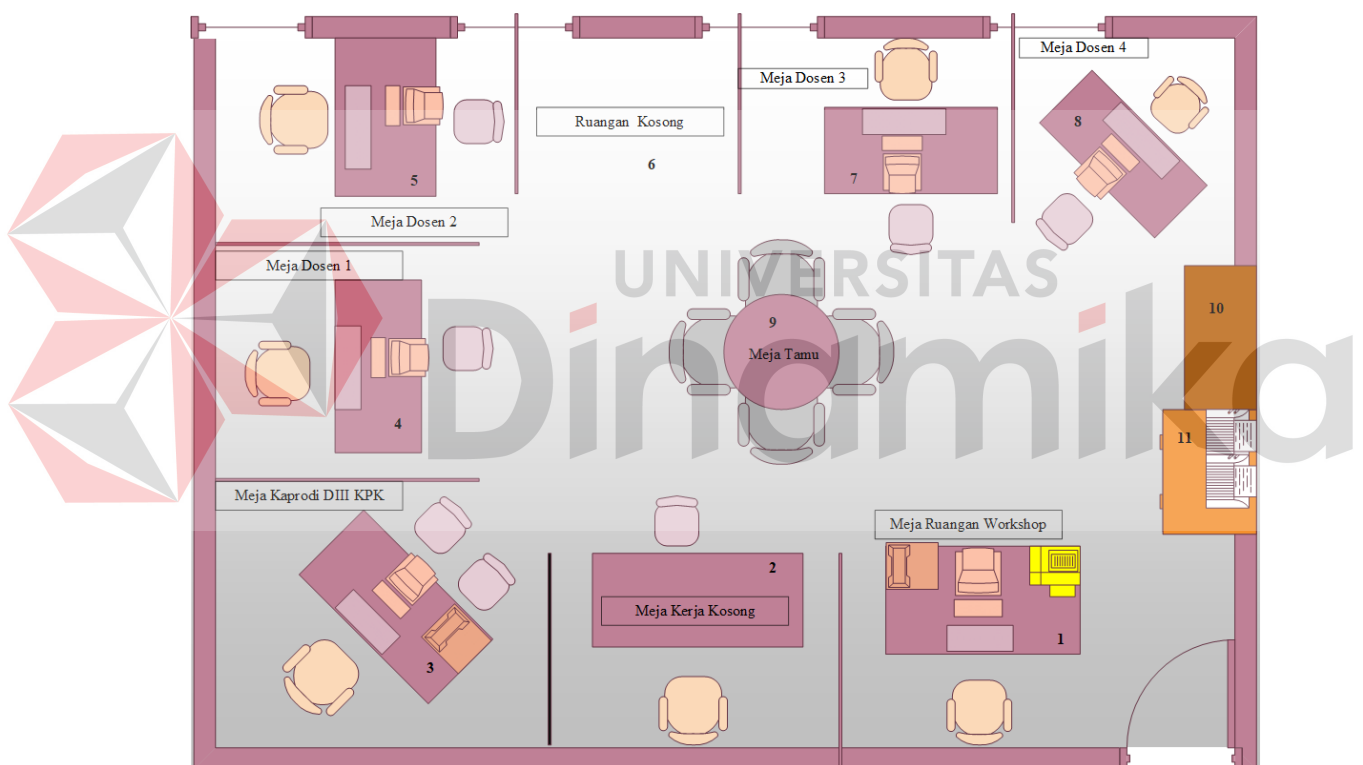 Meja Dosen 4
Meja Dosen 3
Ruangan Kosong
8
6
7
5
Meja Dosen 2
UNIVERSITAS
Dinamika
Meja Dosen 1
10
9
Meja Tamu
4
11
Meja Kaprodi DIII KPK
Meja Ruangan Workshop
2
Meja Kerja Kosong
1
3